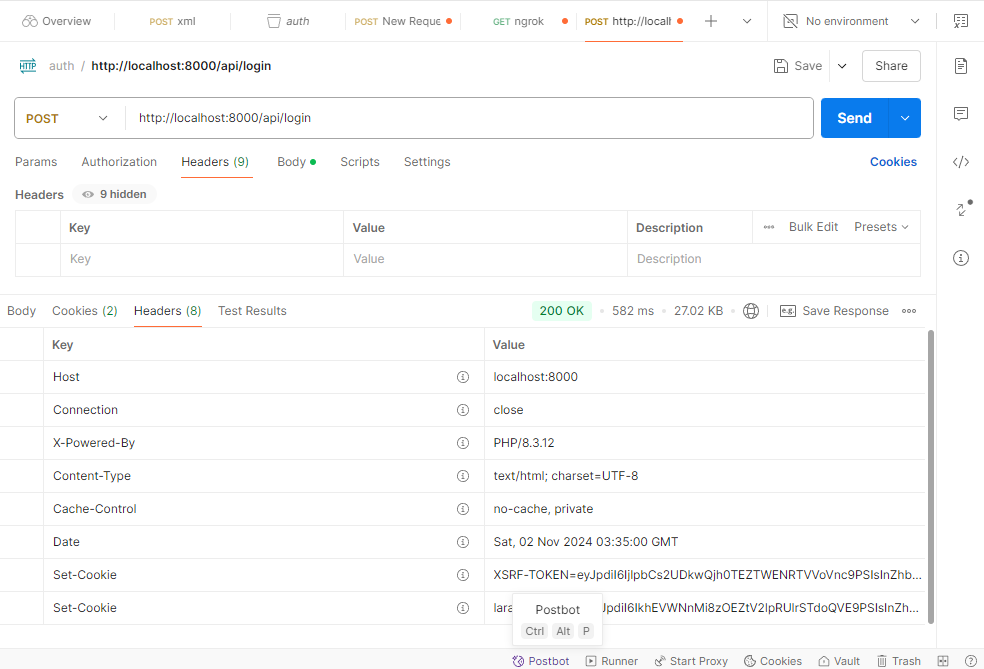 Overview POST xml auth POST New Reque GET ngrok POST http://locall No environment
HTTP auth / http://localhost:8000/api/login Save Share
POST http://localhost:8000/api/login Send
Params Authorization Headers (9) Body Scripts Settings Cookies
Headers 9 hidden
Key Value Description Bulk Edit Presets
Key Value Description
Body Cookies (2) Headers (8) Test Results 200 OK 582 ms 27.02 KB e.g. Save Response
Key Value
Host localhost:8000
Connection close
X-Powered-By PHP/8.3.12
Content-Type text/html; charset=UTF-8
Cache-Control no-cache, private
Date Sat, 02 Nov 2024 03:35:00 GMT
Set-Cookie XSRF-TOKEN=eyJpdiI6IjlpbCs2UDkwQjh0TEZTWENRTVVoVnc9PSIsInZhb...
Set-Cookie lara JpdiI6IkhEVWNnMi8zOEZtV2lpRUlrSTdoQVE9PSIsInZh...
Postbot
Ctrl Alt P
Postbot Runner Start Proxy Cookies Vault Trash